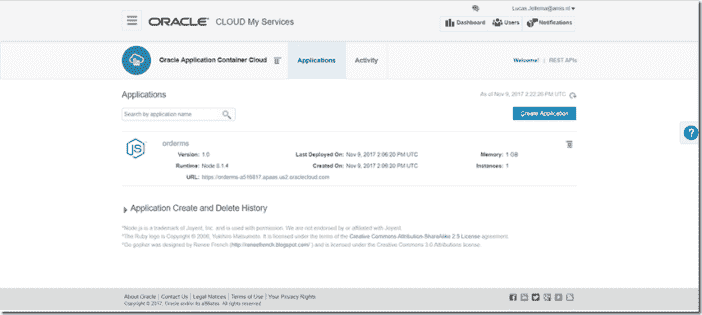 Lucas.Jellema@amis.nl
ORACLE CLOUD My Services
Dashboard Users Notifications
Oracle Application Container Cloud Applications Activity Welcome! | REST APIs
Applications As of Nov 9, 2017 2:22:26 PM UTC
Search by application name Create Application
?
JS
orderms
Version: 1.0 Last Deployed On: Nov 9, 2017 2:06:20 PM UTC Memory: 1 GB
Runtime: Node 8.1.4 Created On: Nov 9, 2017 2:06:20 PM UTC Instances: 1
URL: https://orderms-
Application Create and Delete History
*Node.js is a trademark of Joyent, Inc. and is used with permission. We are not endorsed by or affiliated with Joyent.
*The Ruby logo is Copyright © 2006, Yukihiro Matsumoto. It is licensed under the terms of the Creative Commons Attribution-ShareAlike 2.5 License agreement.
*Go gopher was designed by Renee French (http://reneefrench.blogspot.com/) and is licensed under the Creative Commons 3.0 Attributions license.
About Oracle | Contact Us | Legal Notices | Terms of Use | Your Privacy Rights
Copyright © 2017, Oracle and/or its affiliates. All rights reserved.